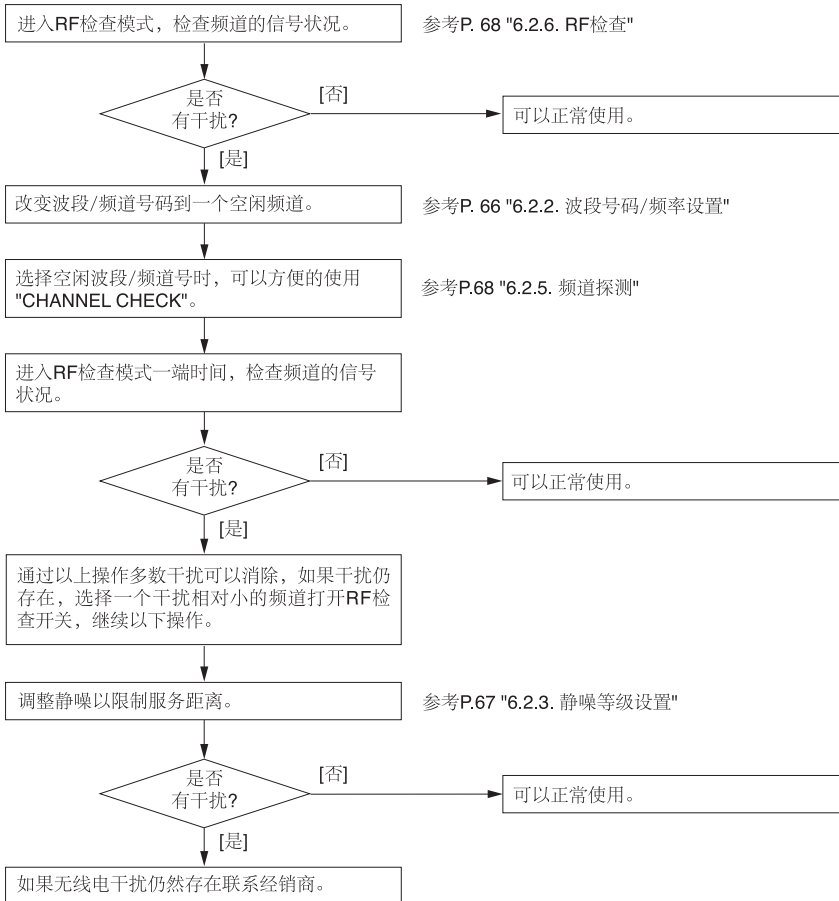 进入RF检查模式，检查频道的信号状况。
参考P. 68 "6.2.6. RF检查"
是否
有干扰?
[否]
可以正常使用。
[是]
改变波段/频道号码到一个空闲频道。
参考P. 66 "6.2.2. 波段号码/频率设置"
选择空闲波段/频道号时，可以方便的使用
"CHANNEL CHECK"。
参考P.68 "6.2.5. 频道探测"
进入RF检查模式一端时间，检查频道的信号
状况。
是否
有干扰?
[否]
可以正常使用。
[是]
通过以上操作多数干扰可以消除，如果干扰仍
存在，选择一个干扰相对小的频道打开RF检
查开关，继续以下操作。
调整静噪以限制服务距离。
参考P.67 "6.2.3. 静噪等级设置"
是否
有干扰?
[否]
可以正常使用。
[是]
如果无线电干扰仍然存在联系经销商。